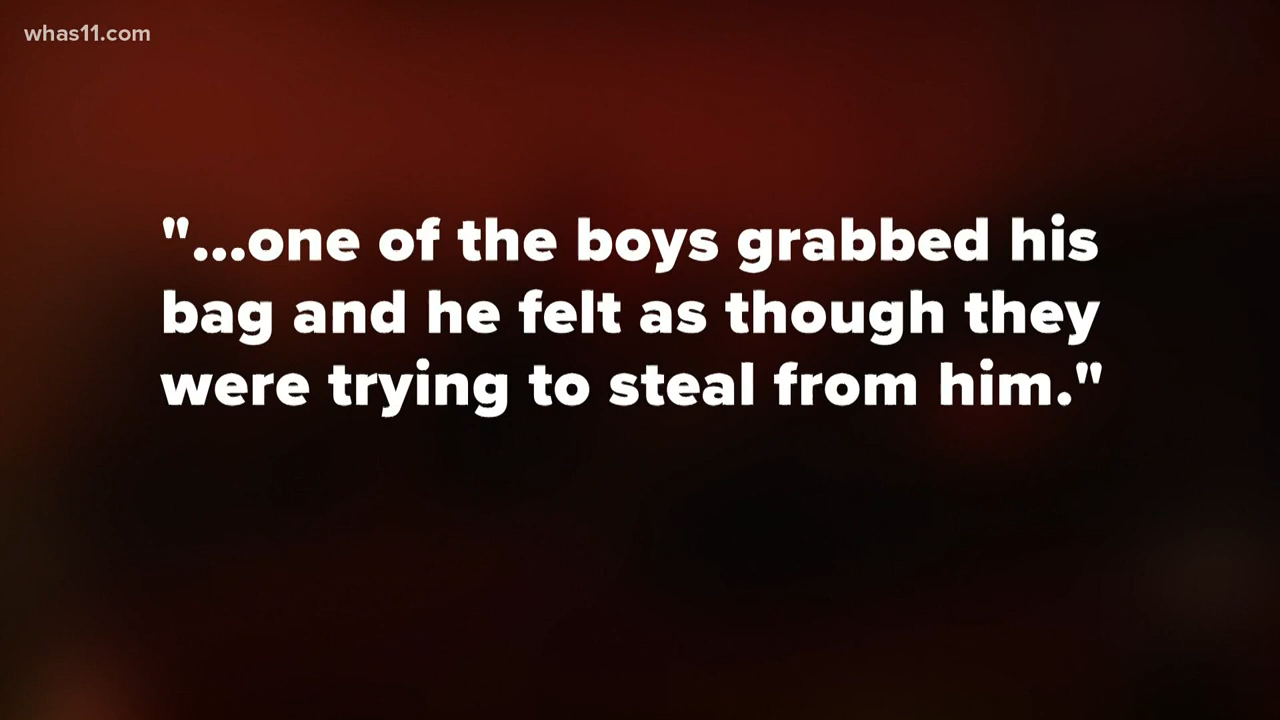 whas11.com
"...one of the boys grabbed his
bag and he felt as though they
were trying to steal from him."